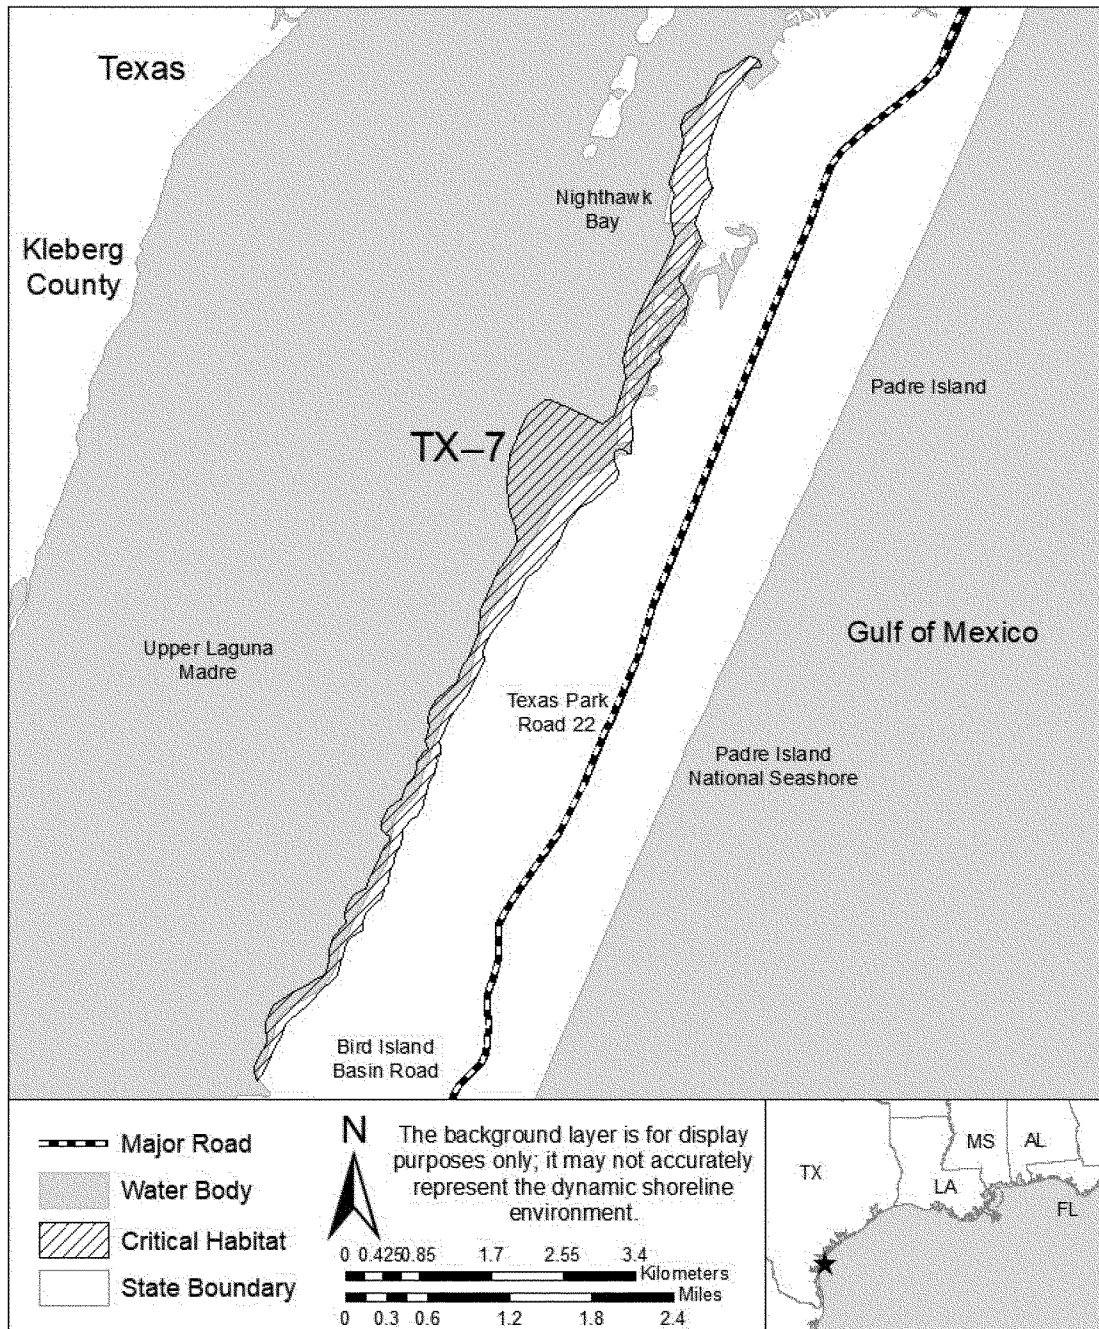 Texas
Nighthawk
Bay
Kleberg
County
Padre Island
TX–7
Gulf of Mexico
Upper Laguna
Madre
Texas Park
Road 22
Padre Island
National Seashore
Bird Island
Basin Road
Major Road
Water Body
Critical Habitat
State Boundary
N
The background layer is for display
purposes only; it may not accurately
represent the dynamic shoreline
environment.
0 0.425 0.85 1.7 2.55 3.4
Kilometers
Miles
0 0.3 0.6 1.2 1.8 2.4
TX
MS
AL
LA
FL